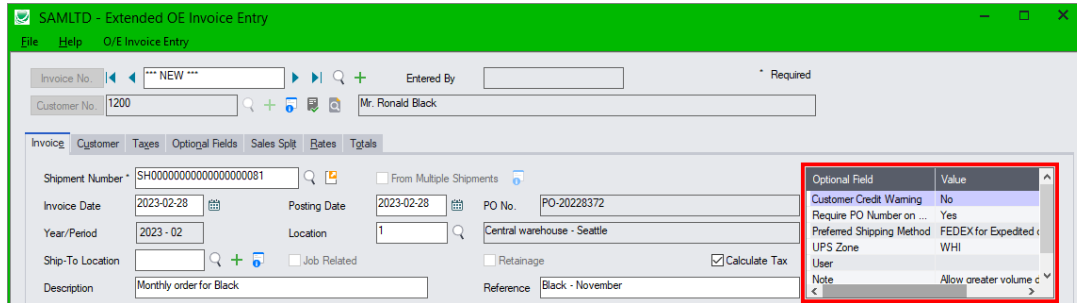 SAMLTD - Extended OE Invoice Entry
File Help O/E Invoice Entry
Invoice No. *** NEW *** Entered By * Required
Customer No. 1200 Mr. Ronald Black
Invoice Customer Taxes Optional Fields Sales Split Rates Totals
Shipment Number * SH00000000000000000081 From Multiple Shipments
Invoice Date 2023-02-28 Posting Date 2023-02-28 PO No. PO-20228372
Year/Period 2023 - 02 Location 1 Central warehouse - Seattle
Ship-To Location Job Related Retainage Calculate Tax
Description Monthly order for Black Reference Black - November
Optional Field Value
Customer Credit Warning No
Require PO Number on ... Yes
Preferred Shipping Method FEDEX for Expedited
UPS Zone WHI
User
Note Allow greater volume